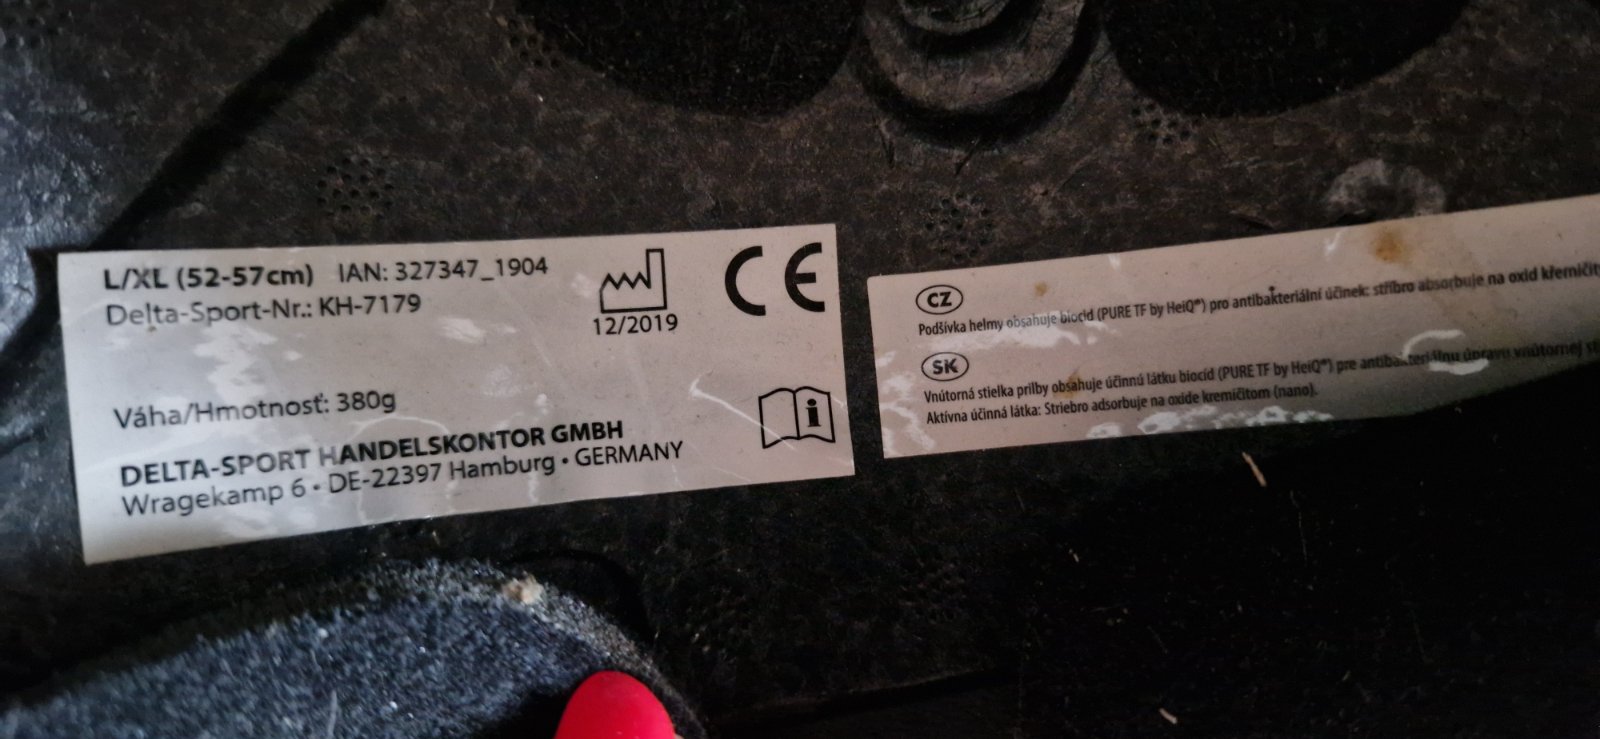 L/XL (52-57cm) IAN: 327347_1904
Delta-Sport-Nr.: KH-7179
12/2019
CE
Váha/Hmotnosť: 380g
DELTA-SPORT HANDELSKONTOR GMBH
Wragekamp 6 • DE-22397 Hamburg • GERMANY
i
CZ
Podšívka helmy obsahuje biocid (PURE TF by HeiQ®) pro antibakteriální účinek: stříbro absorbuje na oxid
SK
Vnútorná stielka prilby obsahuje účinnú látku biocid (PURE TF by HeiQ®) pre antibakteriálnu úpravu vnútornej
Aktívna účinná látka: Striebro adsorbuje na oxide kremičitom (nano).